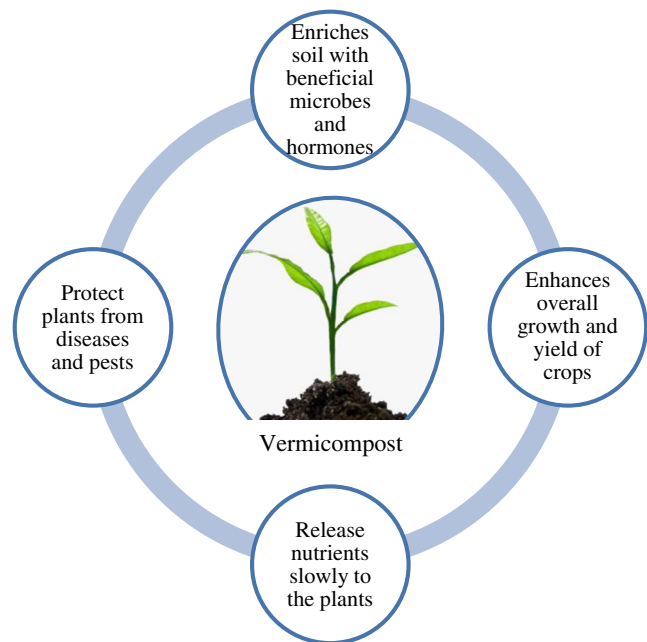 Enriches
soil with
beneficial
microbes
and
hormones
Protect
plants from
diseases
and pests
Enhances
overall
growth and
yield of
crops
Vermicompost
Release
nutrients
slowly to
the plants